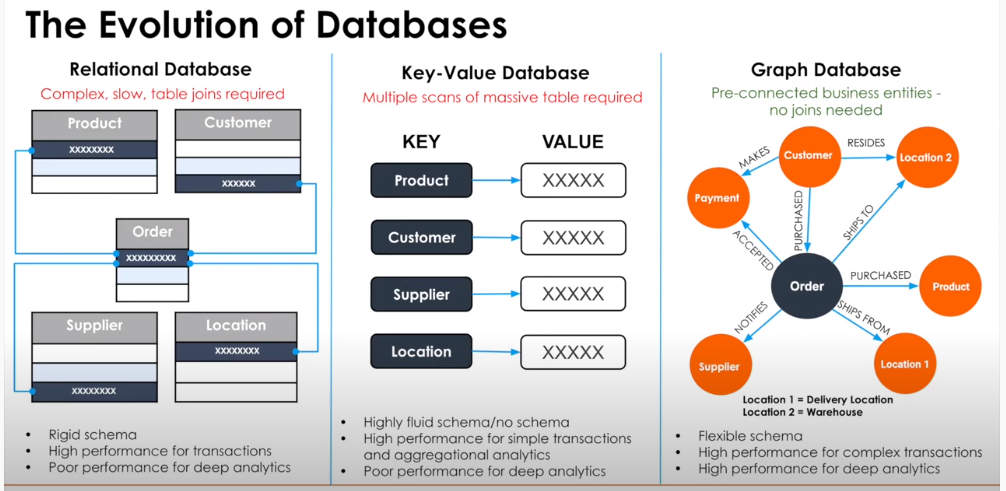 The Evolution of Databases
Relational Database
Complex, slow, table joins required
Product
XXXXXXXX
Customer
XXXXXX
Order
XXXXXXXXX
Supplier
XXXXXXXX
Location
XXXXXXXX
• Rigid schema
• High performance for transactions
• Poor performance for deep analytics
Key-Value Database
Multiple scans of massive table required
KEY VALUE
Product XXXXX
Customer XXXXX
Supplier XXXXX
Location XXXXX
• Highly fluid schema/no schema
• High performance for simple transactions
and aggregational analytics
• Poor performance for deep analytics
Graph Database
Pre-connected business entities -
no joins needed
Customer
RESIDES
Location 2
MAKES
Payment
PURCHASED
SHIPS TO
ACCEPTED
Order
PURCHASED
Product
NOTIFIES
SHIPS FROM
Supplier
Location 1
Location 1 = Delivery Location
Location 2 = Warehouse
• Flexible schema
• High performance for complex transactions
• High performance for deep analytics